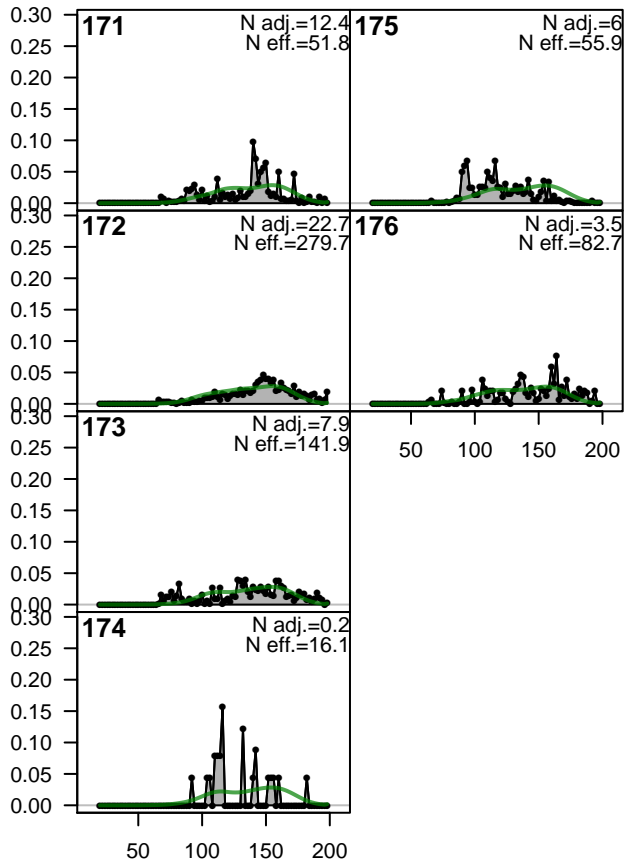 0.30
0.25
0.20
0.15
0.10
0.05
0.00
171
N adj.=12.4
N eff.=51.8
175
N adj.=6
N eff.=55.9
0.30
0.25
0.20
0.15
0.10
0.05
0.00
172
N adj.=22.7
N eff.=279.7
176
N adj.=3.5
N eff.=82.7
50 100 150 200
0.30
0.25
0.20
0.15
0.10
0.05
0.00
173
N adj.=7.9
N eff.=141.9
0.30
0.25
0.20
0.15
0.10
0.05
0.00
174
N adj.=0.2
N eff.=16.1
50 100 150 200